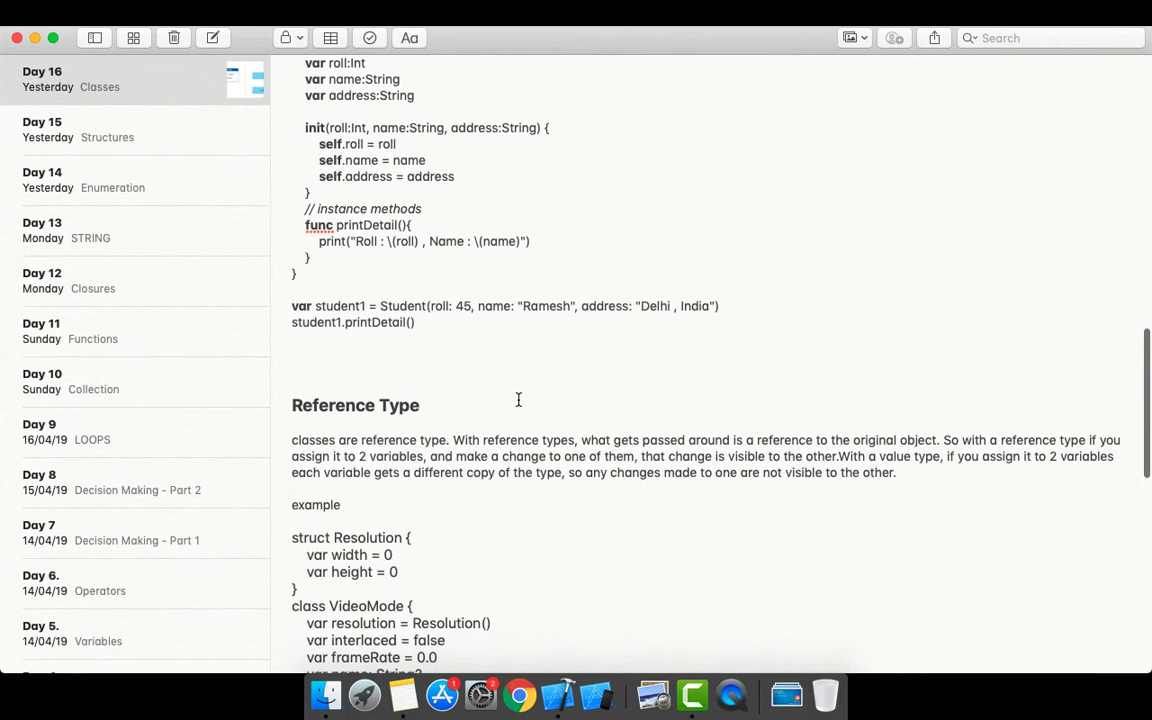 Search
Day 16
Yesterday Classes
Day 15
Yesterday Structures
Day 14
Yesterday Enumeration
Day 13
Monday STRING
Day 12
Monday Closures
Day 11
Sunday Functions
Day 10
Sunday Collection
Day 9
16/04/19 LOOPS
Day 8
15/04/19 Decision Making - Part 2
Day 7
14/04/19 Decision Making - Part 1
Day 6.
14/04/19 Operators
Day 5.
14/04/19 Variables
var roll:Int
var name:String
var address:String
init(roll:Int, name:String, address:String) {
self.roll = roll
self.name = name
self.address = address
}
// instance methods
func printDetail(){
print("Roll : \(roll) , Name : \(name)")
}
}
var student1 = Student(roll: 45, name: "Ramesh", address: "Delhi , India")
student1.printDetail()
Reference Type
classes are reference type. With reference types, what gets passed around is a reference to the original object. So with a reference type if you
assign it to 2 variables, and make a change to one of them, that change is visible to the other.With a value type, if you assign it to 2 variables
each variable gets a different copy of the type, so any changes made to one are not visible to the other.
example
struct Resolution {
var width = 0
var height = 0
}
class VideoMode {
var resolution = Resolution()
var interlaced = false
var frameRate = 0.0
var name: String?
Aa
1
2